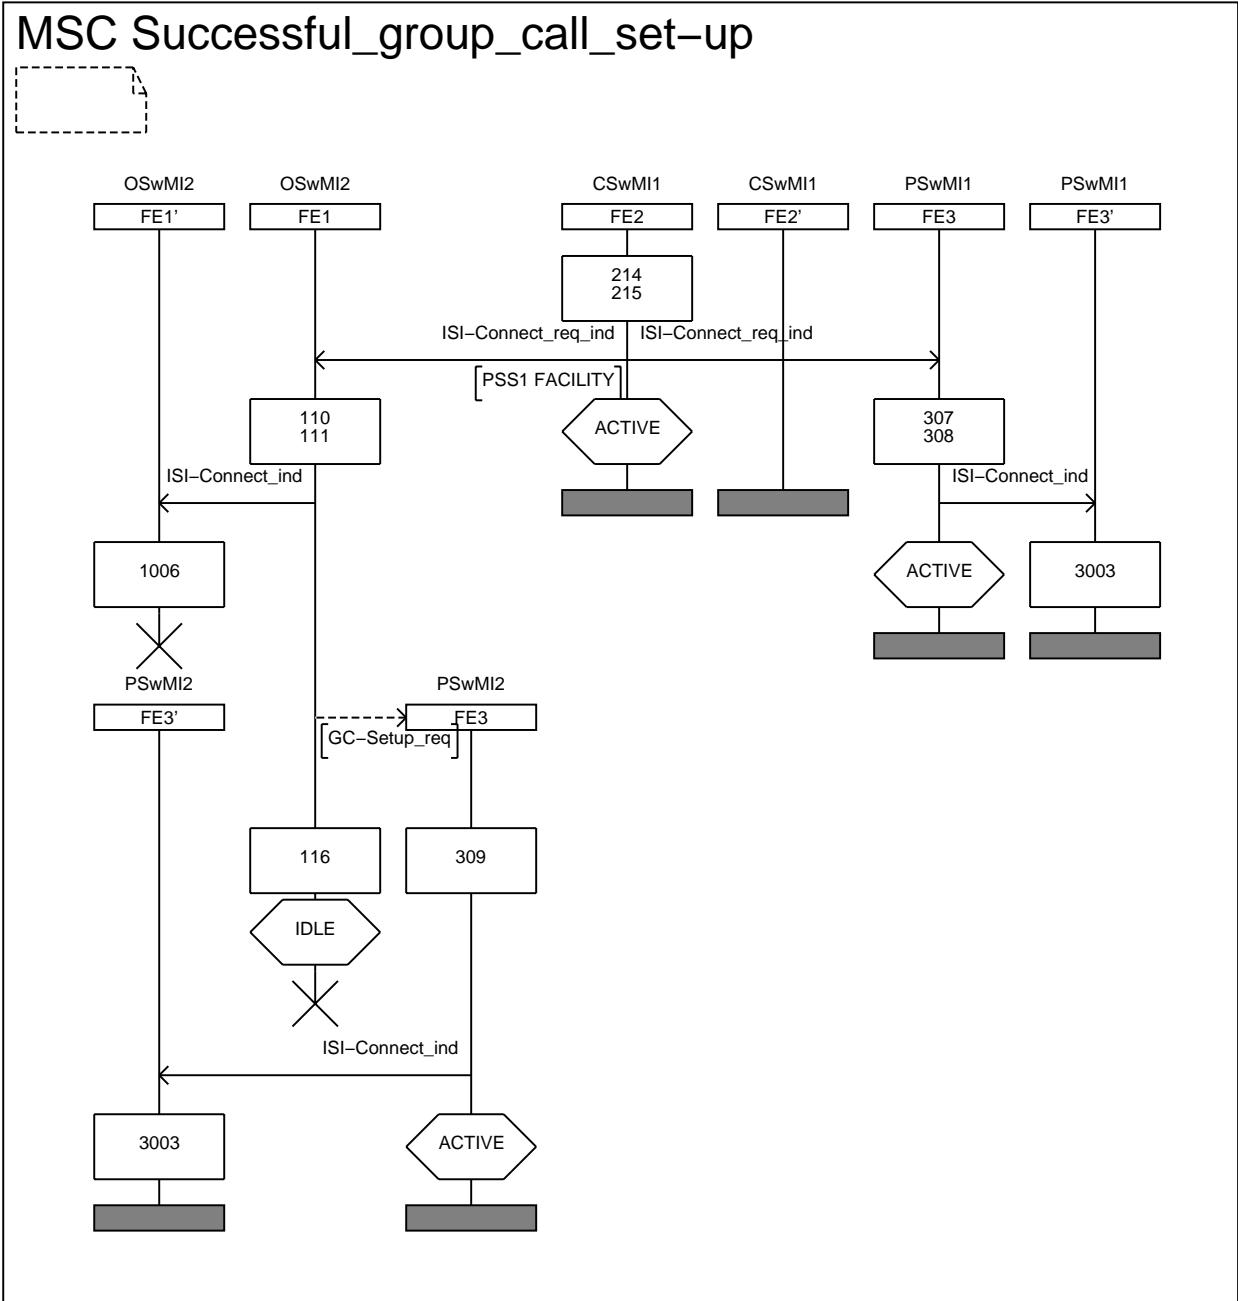 MSC Successful_group_call_set−up
OSwMI2 OSwMI2 CSwMI1 CSwMI1 PSwMI1 PSwMI1
FE1’ FE1 FE2 FE2’ FE3 FE3’
214
215
ISI−Connect_req_ind ISI−Connect_req_ind
PSS1 FACILITY
110
111
ACTIVE
307
308
ISI−Connect_ind ISI−Connect_ind
1006 ACTIVE 3003
PSwMI2 PSwMI2
FE3’ FE3
GC−Setup_req
116 309
IDLE
ISI−Connect_ind
3003 ACTIVE